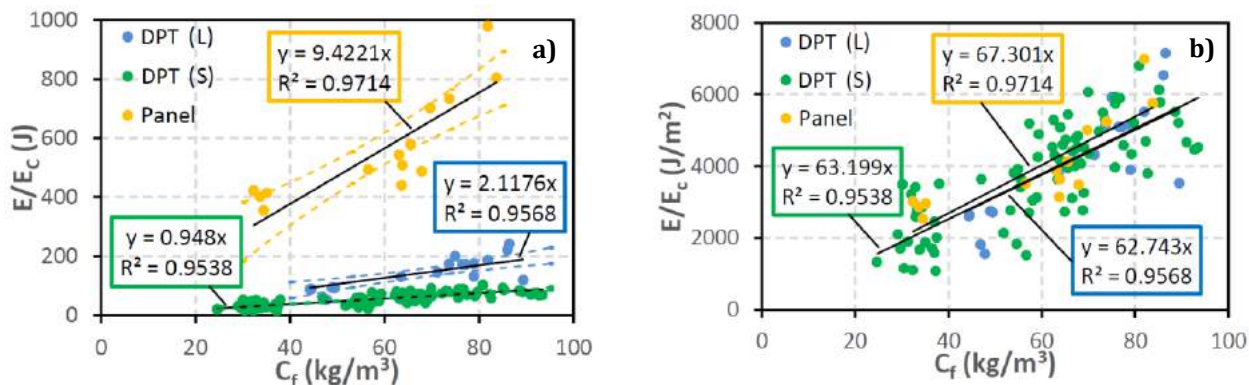 a)
1000
800
600
400
200
0
E/E_C (J)
DPT (L)
DPT (S)
Panel
y = 9.4221x
R² = 0.9714
y = 2.1176x
R² = 0.9568
y = 0.948x
R² = 0.9538
0 20 40 60 80 100
C_f (kg/m³)
b)
8000
6000
4000
2000
0
E/E_C (J/m²)
DPT (L)
DPT (S)
Panel
y = 67.301x
R² = 0.9714
y = 63.199x
R² = 0.9538
y = 62.743x
R² = 0.9568
0 20 40 60 80 100
C_f (kg/m³)